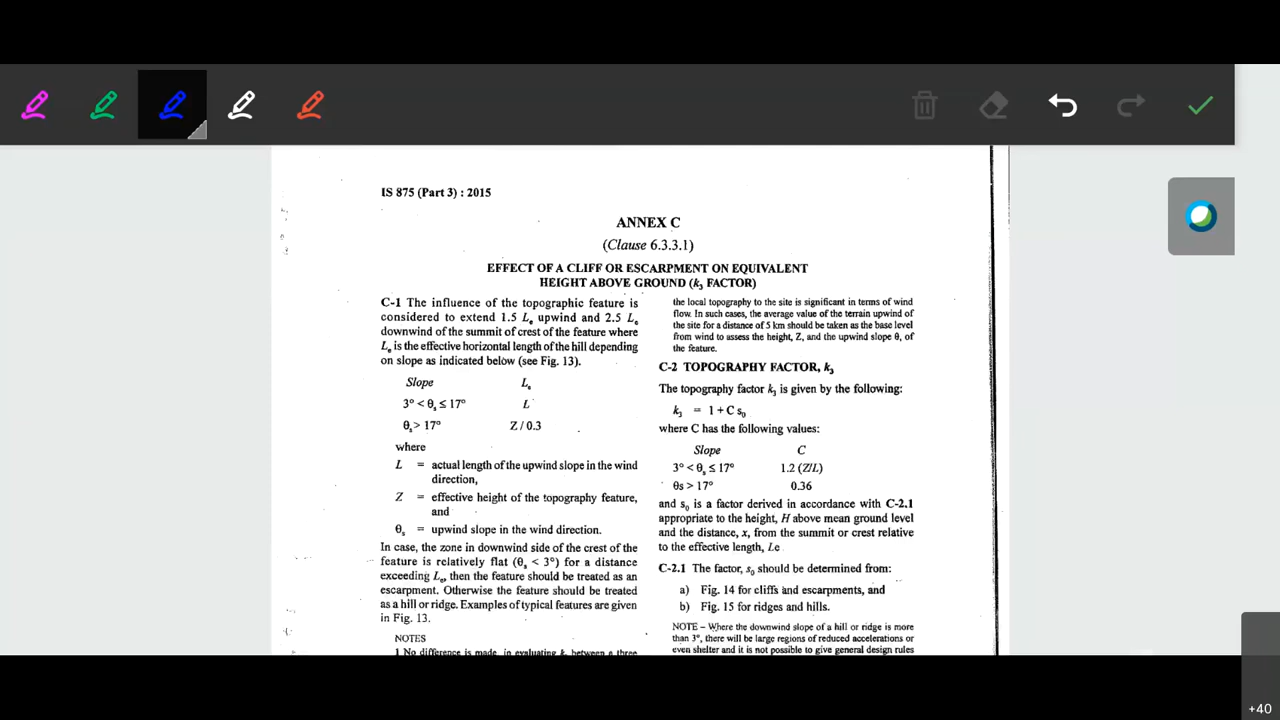 IS 875 (Part 3) : 2015
ANNEX C
(Clause 6.3.3.1)
EFFECT OF A CLIFF OR ESCARPMENT ON EQUIVALENT
HEIGHT ABOVE GROUND (k3 FACTOR)
C-1 The influence of the topographic feature is
considered to extend 1.5 Le upwind and 2.5 Le
downwind of the summit of crest of the feature where
Le is the effective horizontal length of the hill depending
on slope as indicated below (see Fig. 13).
Slope Le
3° < θs ≤ 17° L
θs > 17° Z / 0.3
where
L = actual length of the upwind slope in the wind
direction,
Z = effective height of the topography feature,
and
θs = upwind slope in the wind direction.
In case, the zone in downwind side of the crest of the
feature is relatively flat (θs < 3°) for a distance
exceeding Le, then the feature should be treated as an
escarpment. Otherwise the feature should be treated
as a hill or ridge. Examples of typical features are given
in Fig. 13.
NOTES
1 No difference is made, in evaluating k3 between a three
the local topography to the site is significant in terms of wind
flow. In such cases, the average value of the terrain upwind of
the site for a distance of 5 km should be taken as the base level
from wind to assess the height, Z, and the upwind slope θ, of
the feature.
C-2 TOPOGRAPHY FACTOR, k3
The topography factor k3 is given by the following:
k3 = 1 + C s0
where C has the following values:
Slope C
3° < θs ≤ 17° 1.2 (Z/L)
θs > 17° 0.36
and s0 is a factor derived in accordance with C-2.1
appropriate to the height, H above mean ground level
and the distance, x, from the summit or crest relative
to the effective length, Le
C-2.1 The factor, s0 should be determined from:
a) Fig. 14 for cliffs and escarpments, and
b) Fig. 15 for ridges and hills.
NOTE – Where the downwind slope of a hill or ridge is more
than 3°, there will be large regions of reduced accelerations or
even shelter and it is not possible to give general design rules
+40